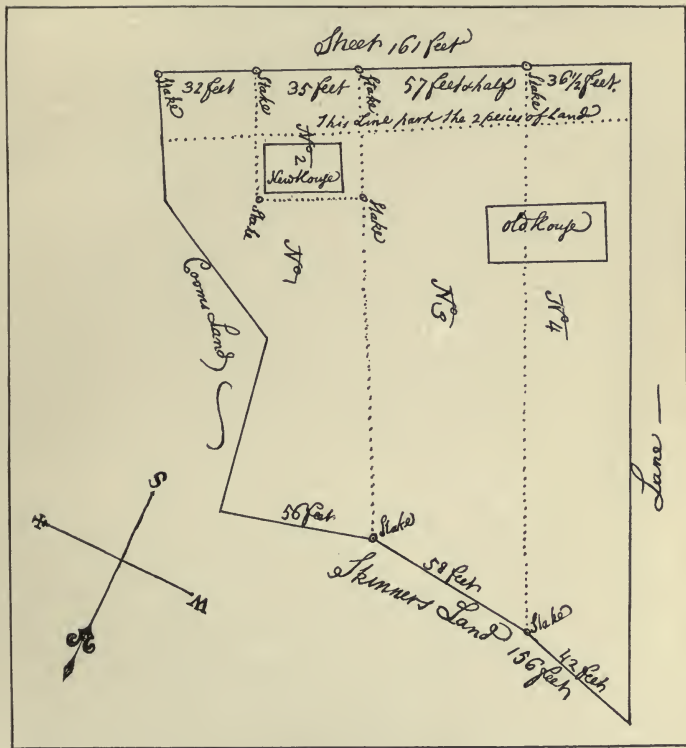 Street 161 feet
Stake 32 feet Stake 35 feet Stake 57 feet & half Stake 36 1/2 feet.
This Line part the 2 peices of Land
No 2
New House
Stake
Stake
Old House
No 1
No 3
No 4
Cooms Land
Lane
S
W
56 feet
Stake
58 feet
Skinners Land 156 feet
Stake
42 feet